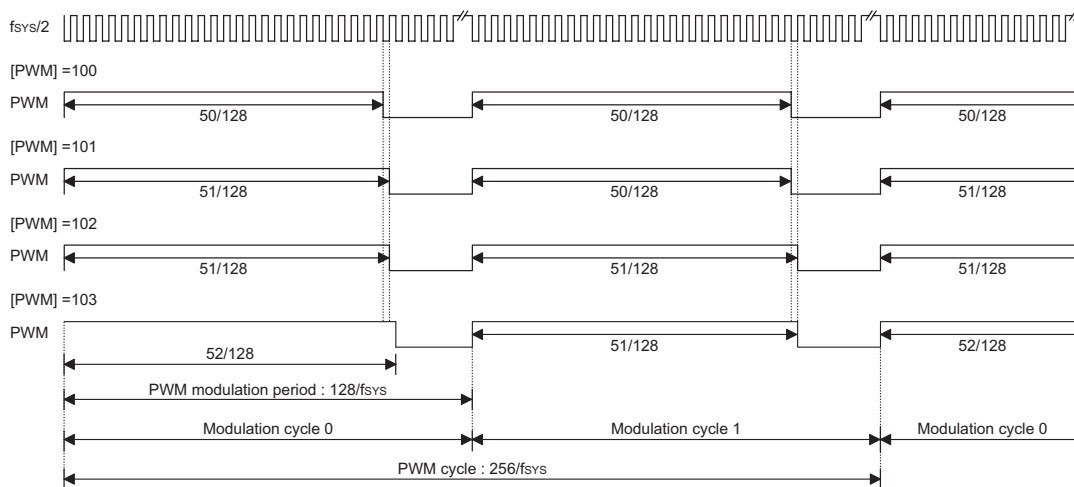 fSYS/2
[PWM] =100
PWM
50/128 50/128 50/128
[PWM] =101
PWM
51/128 50/128 51/128
[PWM] =102
PWM
51/128 51/128 51/128
[PWM] =103
PWM
52/128 51/128 52/128
PWM modulation period : 128/fSYS
Modulation cycle 0 Modulation cycle 1 Modulation cycle 0
PWM cycle : 256/fSYS